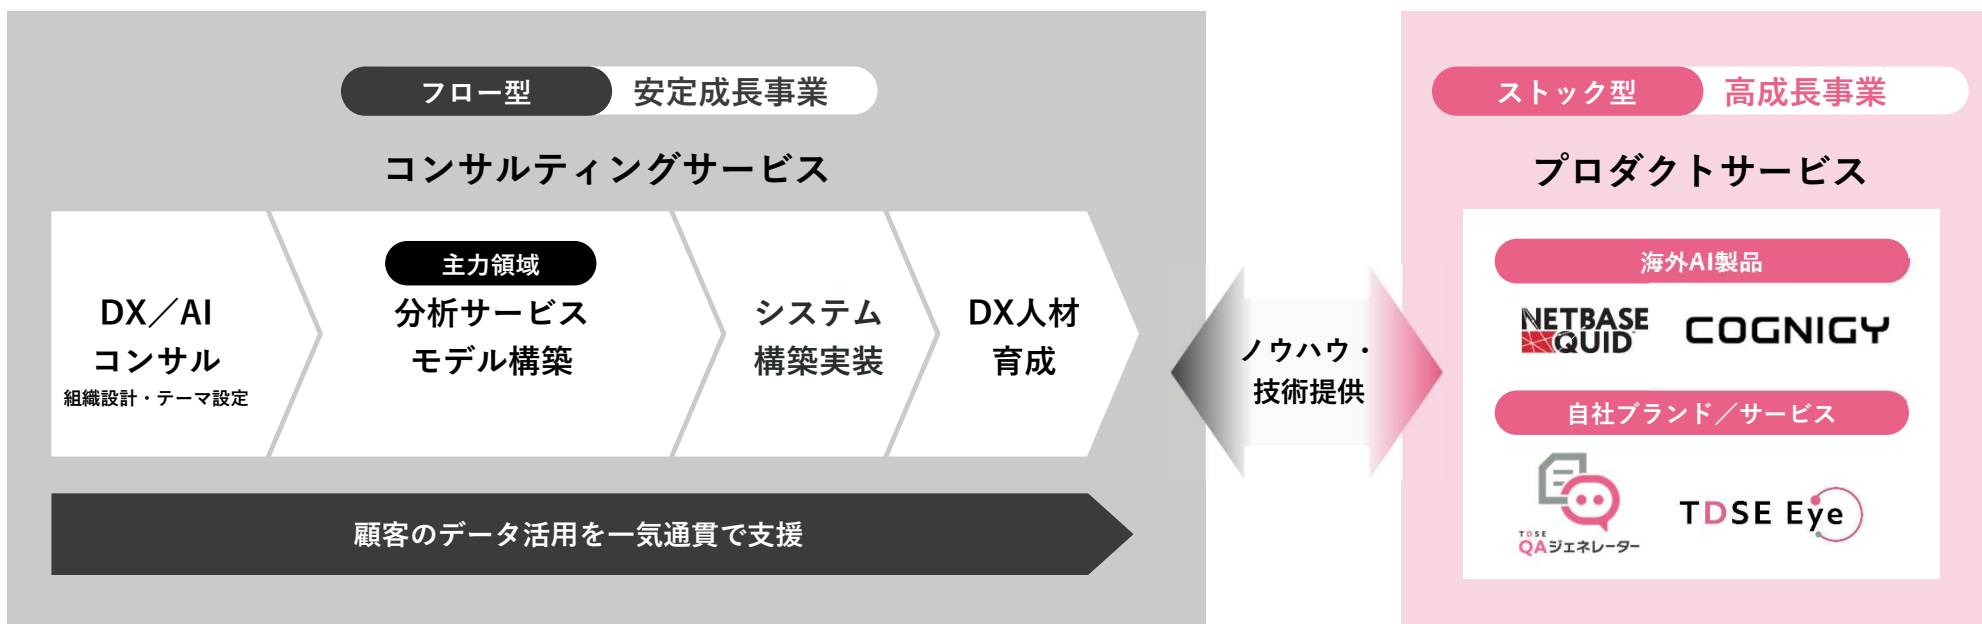 フロー型 安定成長事業
コンサルティングサービス
DX／AI
コンサル
組織設計・テーマ設定
主力領域
分析サービス
モデル構築
システム
構築実装
DX人材
育成
顧客のデータ活用を一気通貫で支援
ノウハウ・
技術提供
ストック型 高成長事業
プロダクトサービス
海外AI製品
NETBASE
QUID
COGNIGY
自社ブランド／サービス
TDSE
QAジェネレーター
TDSE Eye